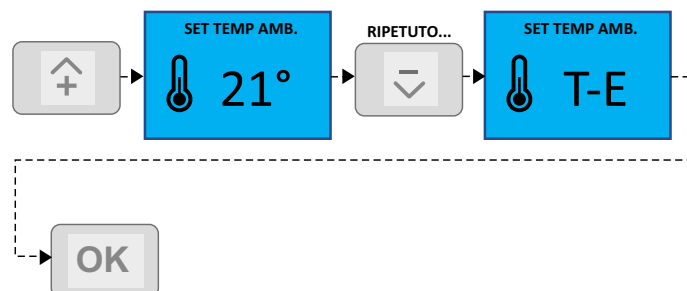 SET TEMP AMB.
21°
RIPETUTO...
SET TEMP AMB.
T-E
OK